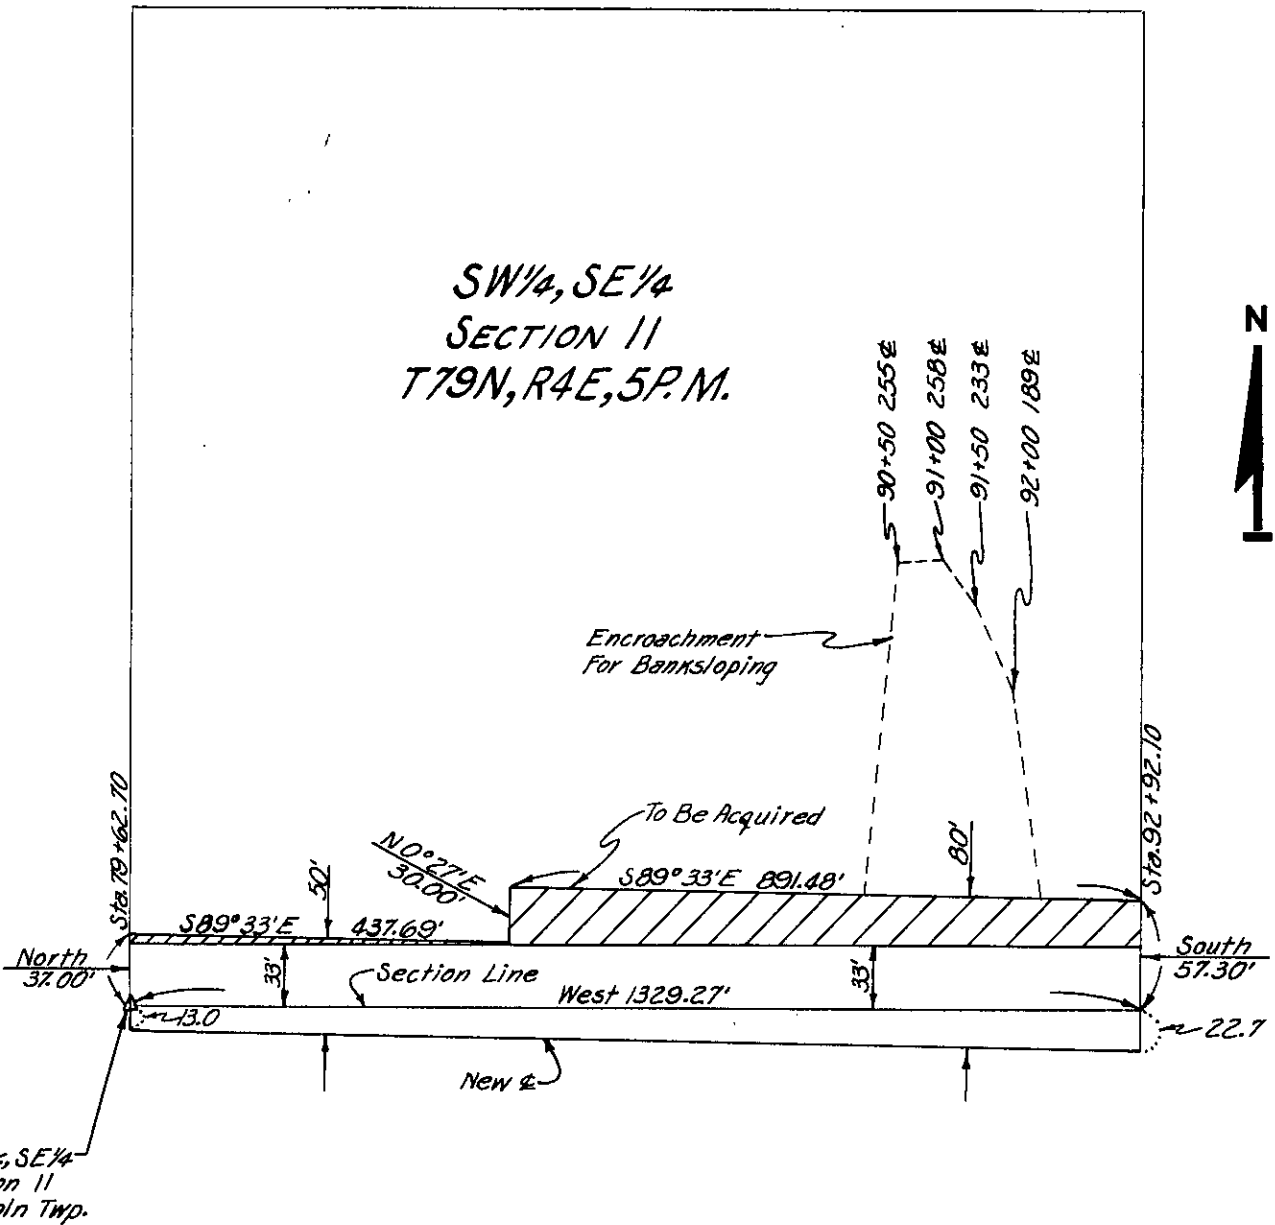 SW¼, SE¼
SECTION 11
T79N, R4E, 5P.M.
N
90+50 255℄
91+00 258℄
91+50 233℄
92+00 189℄
Encroachment
For Banksloping
Sta. 79+62.70
Sta. 92+92.10
To Be Acquired
N0°27'E
30.00'
50'
80'
S89°33'E 891.48'
S89°33'E 437.69'
North
37.00'
33'
Section Line
33'
South
57.30'
West 1329.27'
13.0
22.7
New ℄
, SE¼
on 11
oln Twp.